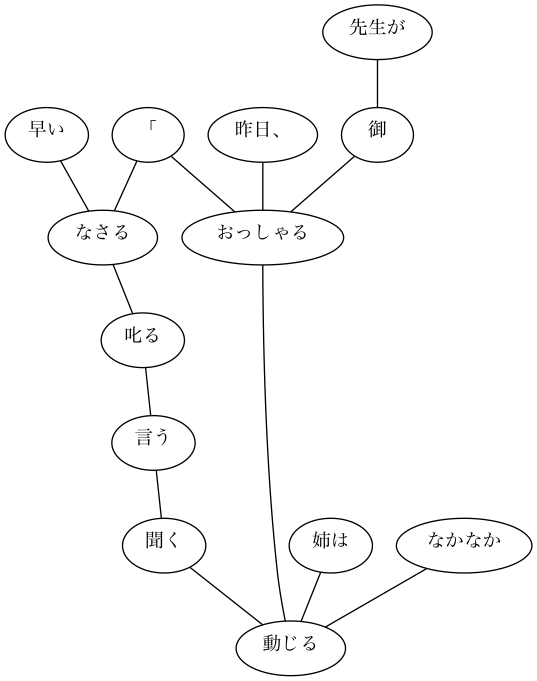 先生が
早い
「
昨日、
御
なさる
おっしゃる
叱る
言う
聞く
姉は
なかなか
動じる